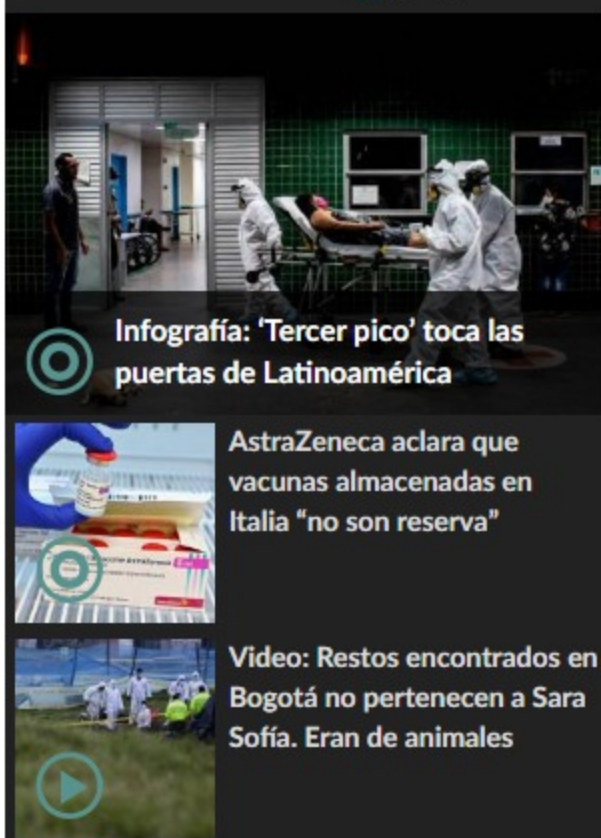 Infografía: ‘Tercer pico’ toca las
puertas de Latinoamérica
AstraZeneca aclara que
vacunas almacenadas en
Italia “no son reserva”
Video: Restos encontrados en
Bogotá no pertenecen a Sara
Sofía. Eran de animales